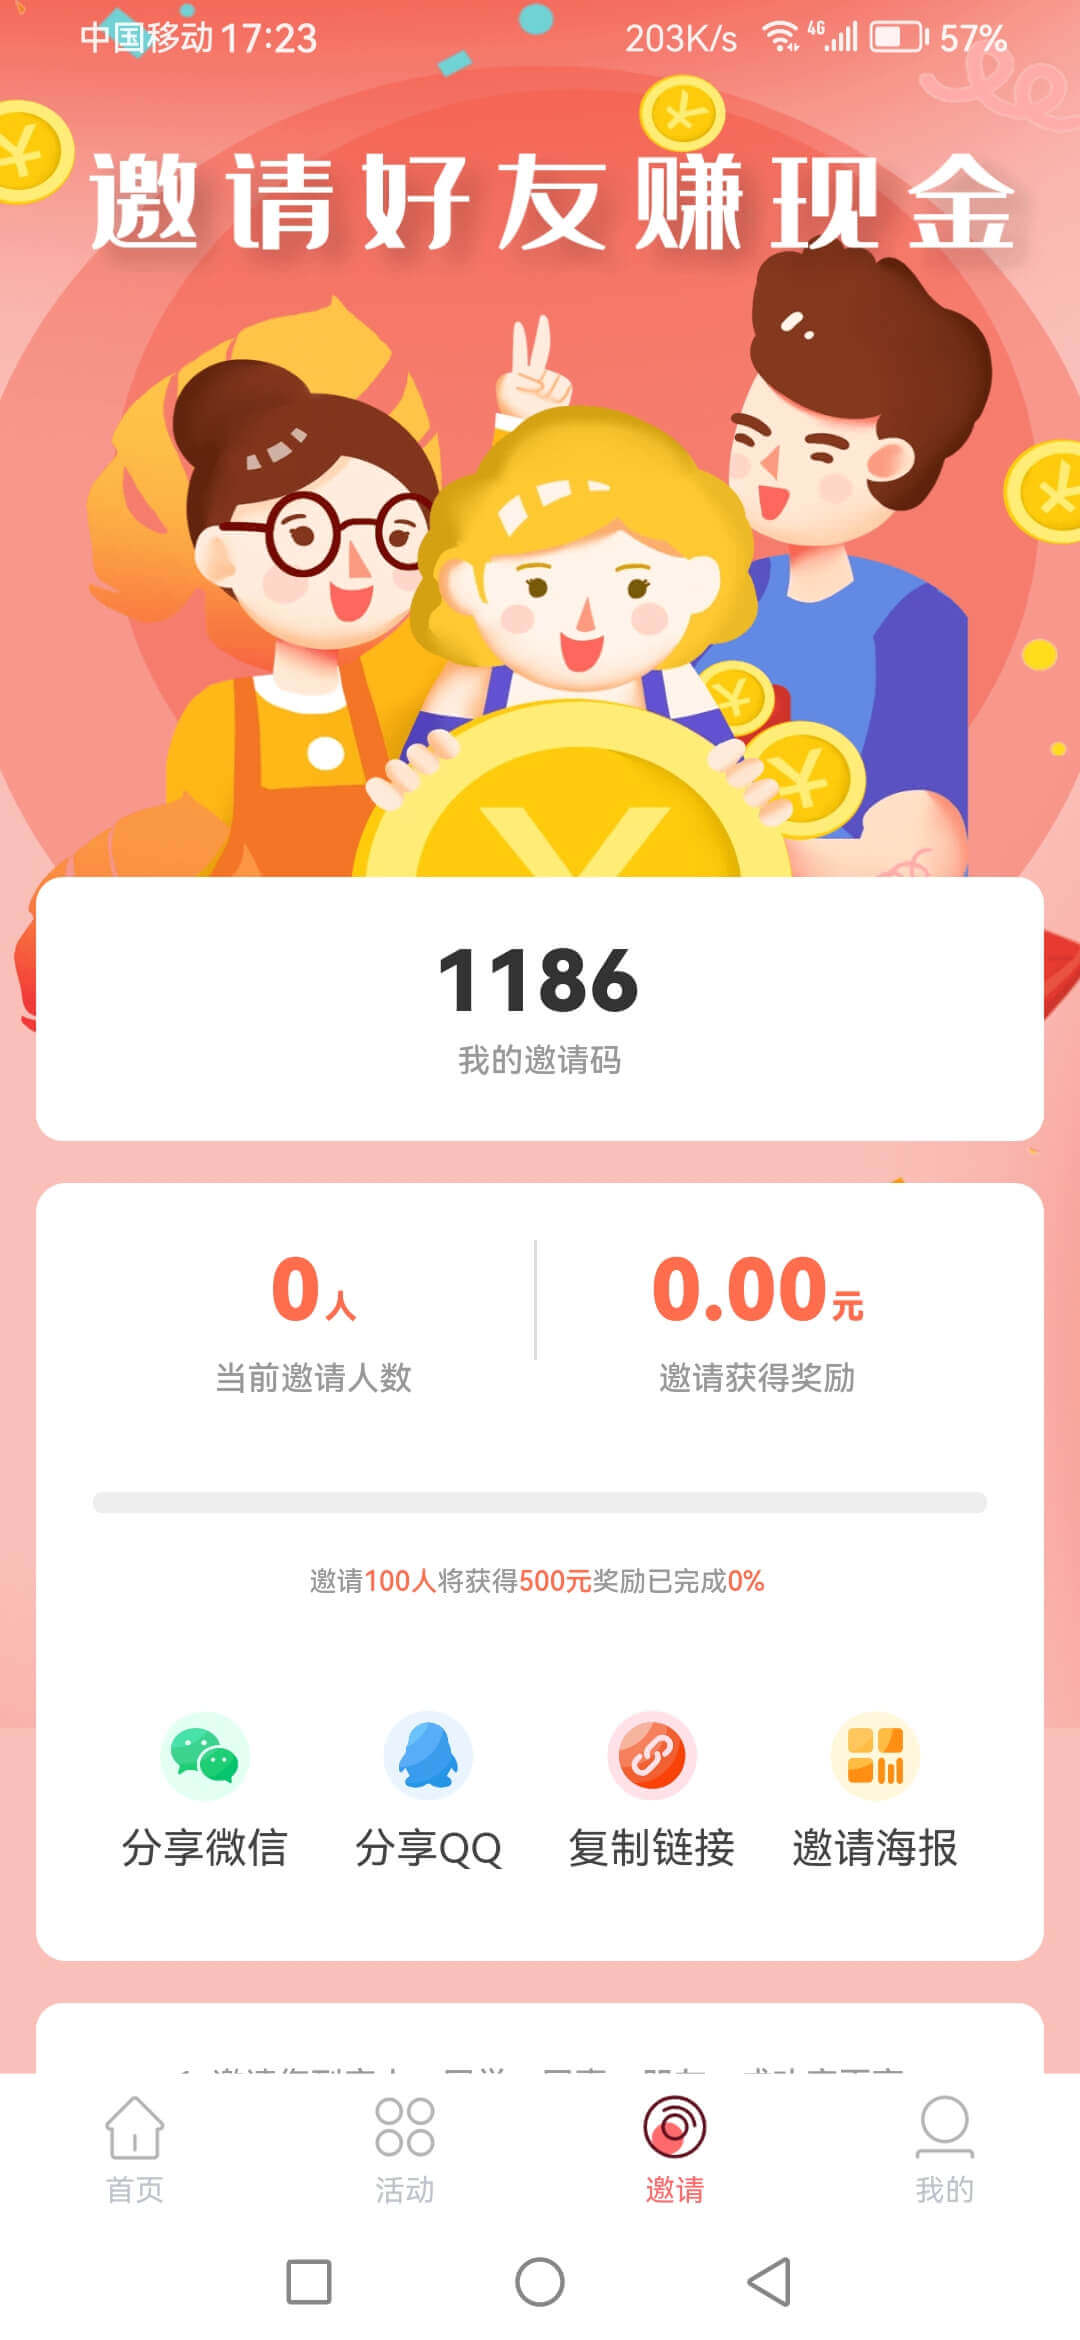 中国移动 17:23 203K/s 4G 57%
邀请好友赚现金
1186
我的邀请码
0人 0.00元
当前邀请人数 邀请获得奖励
邀请100人将获得500元奖励已完成0%
分享微信 分享QQ 复制链接 邀请海报
首页 活动 邀请 我的